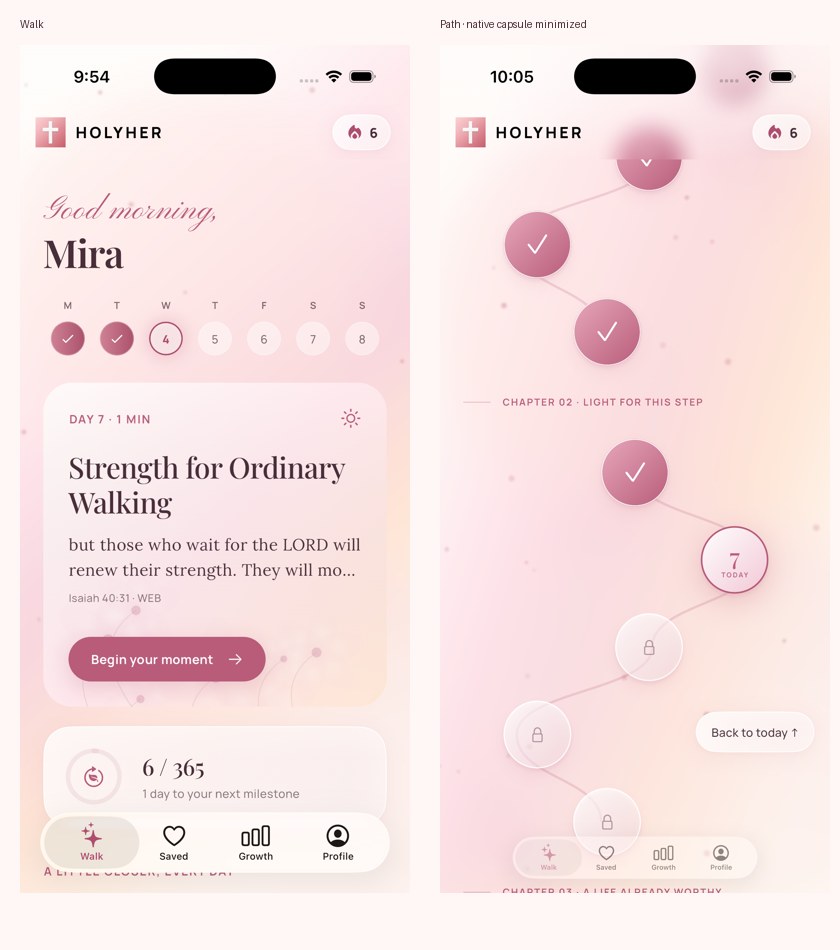 Walk
9:54
HOLYHER
6
Good morning,
Mira
M T W T F S S
4 5 6 7 8
DAY 7 · 1 MIN
Strength for Ordinary
Walking
but those who wait for the LORD will
renew their strength. They will mo...
Isaiah 40:31 · WEB
Begin your moment →
6 / 365
1 day to your next milestone
Walk Saved Growth Profile
A LITTLE CLOSER, EVERY DAY
Path · native capsule minimized
10:05
HOLYHER
6
CHAPTER 02 · LIGHT FOR THIS STEP
7
TODAY
Back to today ↑
Walk Saved Growth Profile
CHAPTER 03 · A LIFE ALREADY WORTHY